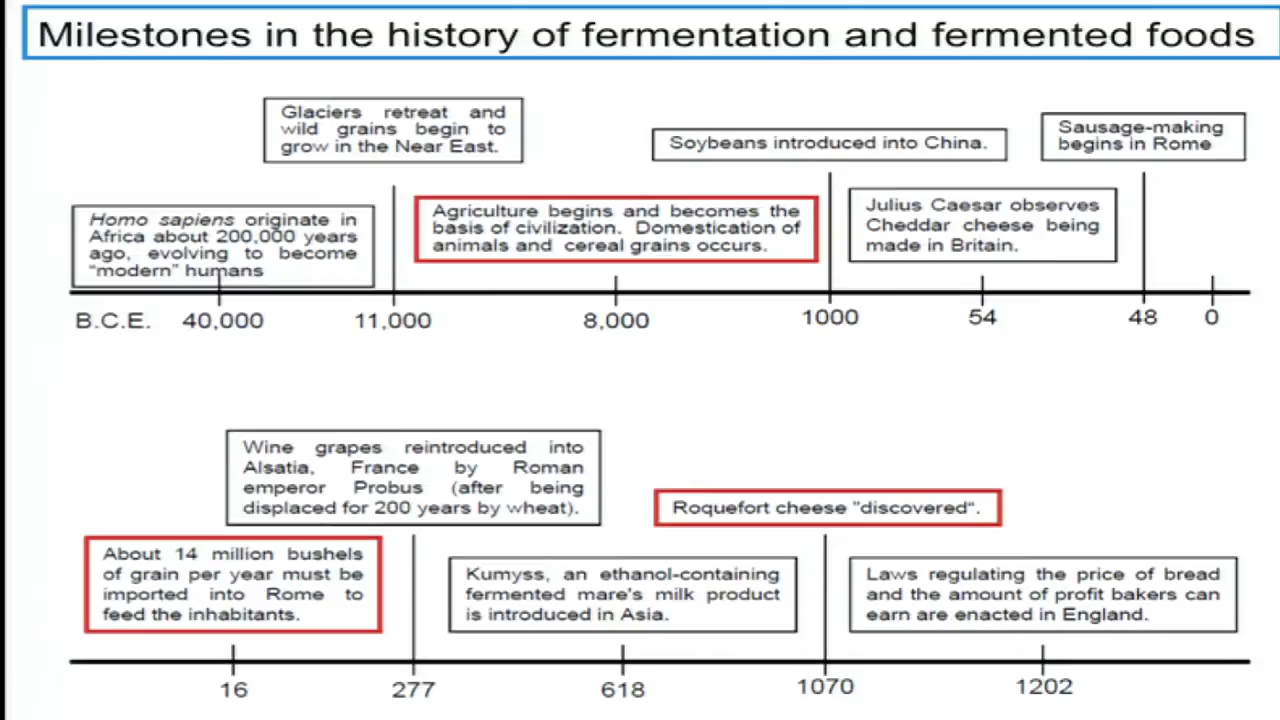 Milestones in the history of fermentation and fermented foods
Glaciers retreat and
wild grains begin to
grow in the Near East.
Soybeans introduced into China.
Sausage-making
begins in Rome
Homo sapiens originate in
Africa about 200,000 years
ago, evolving to become
“modern” humans
Agriculture begins and becomes the
basis of civilization. Domestication of
animals and cereal grains occurs.
Julius Caesar observes
Cheddar cheese being
made in Britain.
B.C.E. 40,000 11,000 8,000 1000 54 48 0
Wine grapes reintroduced into
Alsatia, France by Roman
emperor Probus (after being
displaced for 200 years by wheat).
Roquefort cheese "discovered“.
About 14 million bushels
of grain per year must be
imported into Rome to
feed the inhabitants.
Kumyss, an ethanol-containing
fermented mare's milk product
is introduced in Asia.
Laws regulating the price of bread
and the amount of profit bakers can
earn are enacted in England.
16 277 618 1070 1202